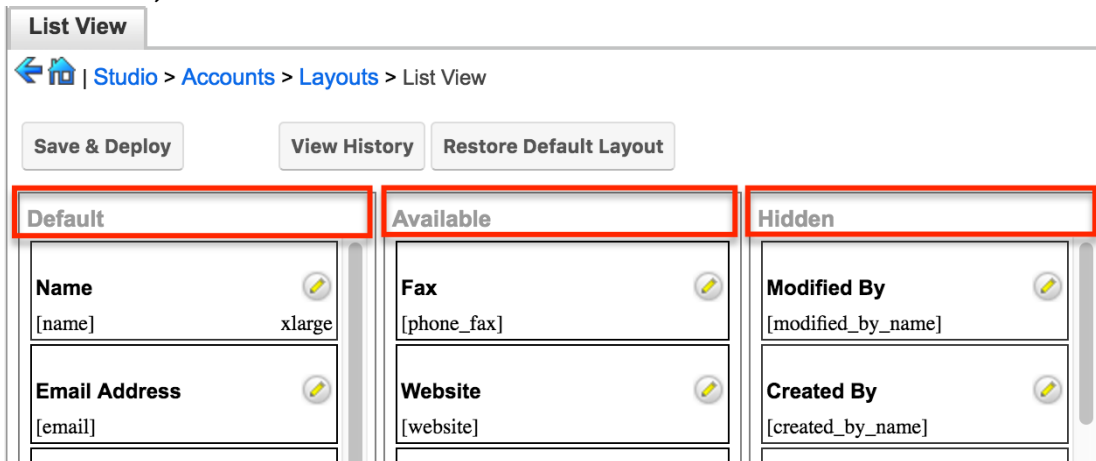 List View
| Studio > Accounts > Layouts > List View
Save & Deploy View History Restore Default Layout
Default Available Hidden
Name Fax Modified By
[name] xlarge [phone_fax] [modified_by_name]
Email Address Website Created By
[email] [website] [created_by_name]